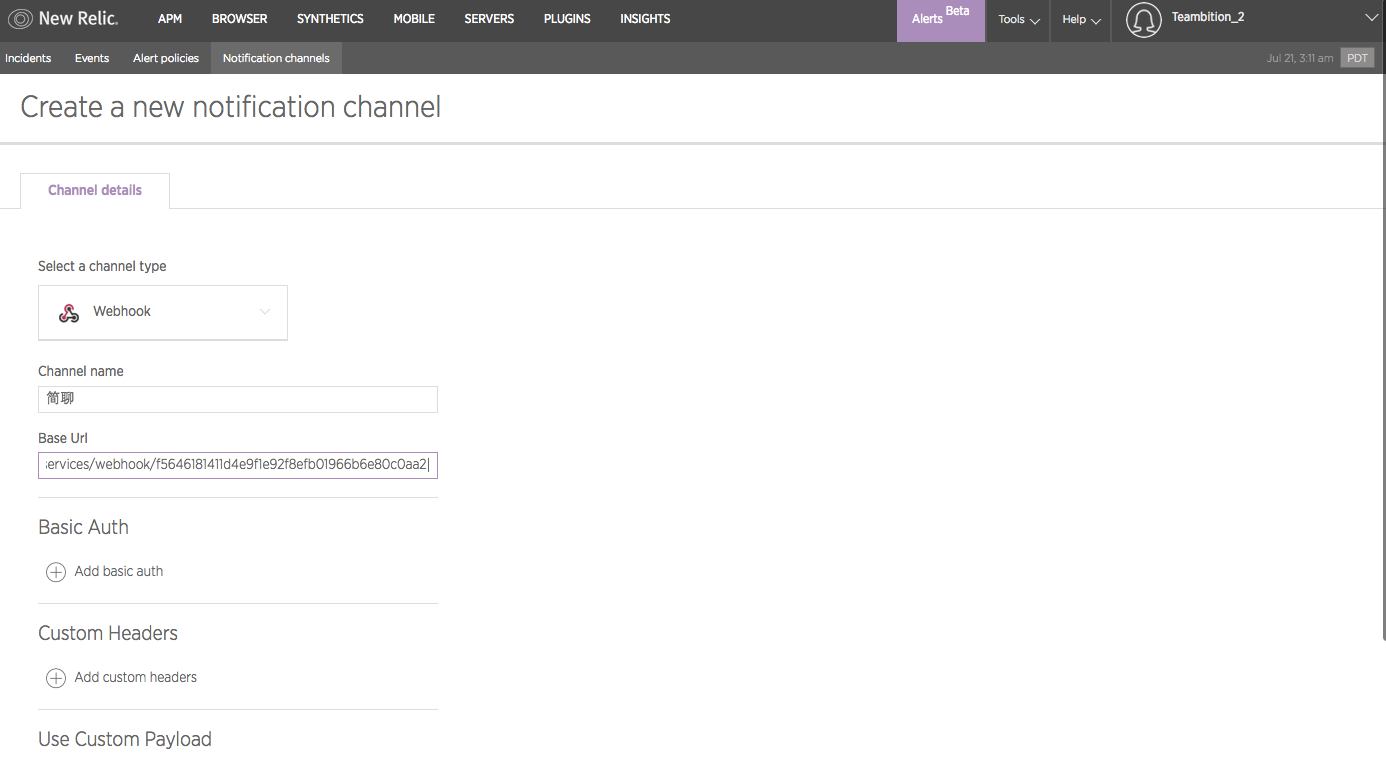 New Relic.
APM BROWSER SYNTHETICS MOBILE SERVERS PLUGINS INSIGHTS Alerts Beta Tools Help Teambition_2
Incidents Events Alert policies Notification channels Jul 21, 3:11 am PDT
Create a new notification channel
Channel details
Select a channel type
Webhook
Channel name
简聊
Base Url
services/webhook/f5646181411d4e9f1e92f8efb01966b6e80c0aa2
Basic Auth
Add basic auth
Custom Headers
Add custom headers
Use Custom Payload